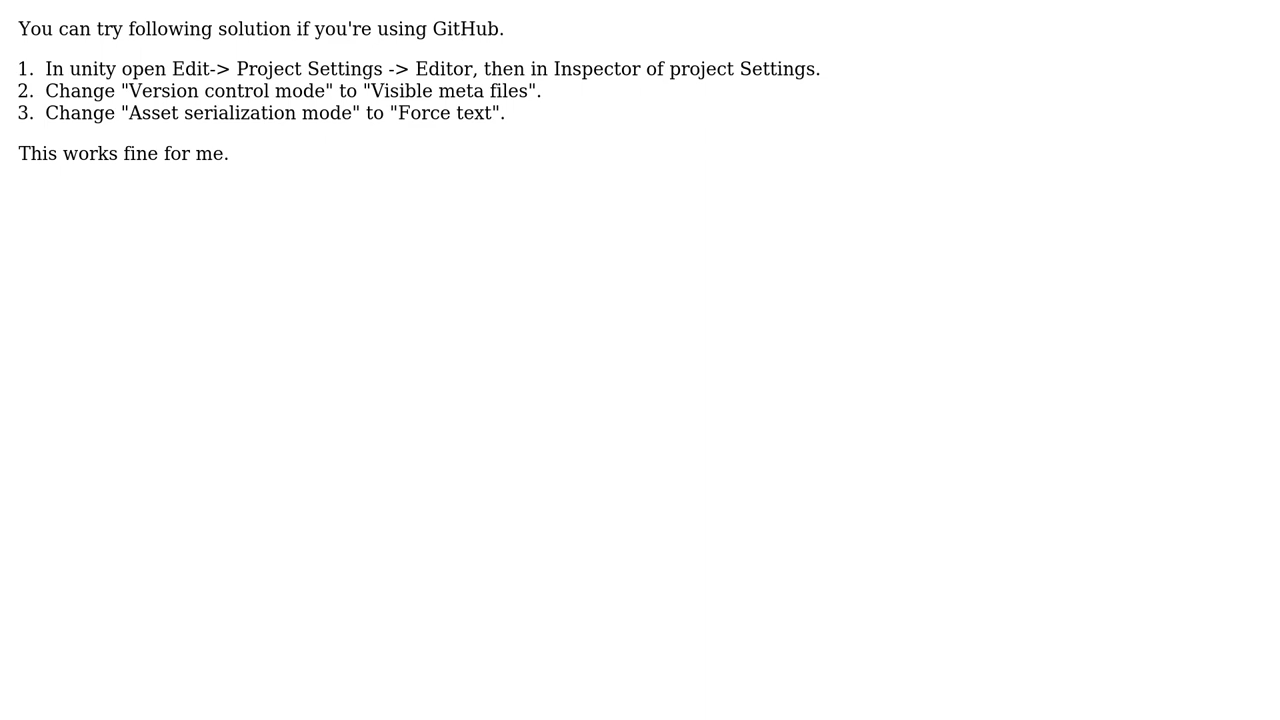 You can try following solution if you're using GitHub.
1. In unity open Edit-> Project Settings -> Editor, then in Inspector of project Settings.
2. Change "Version control mode" to "Visible meta files".
3. Change "Asset serialization mode" to "Force text".
This works fine for me.